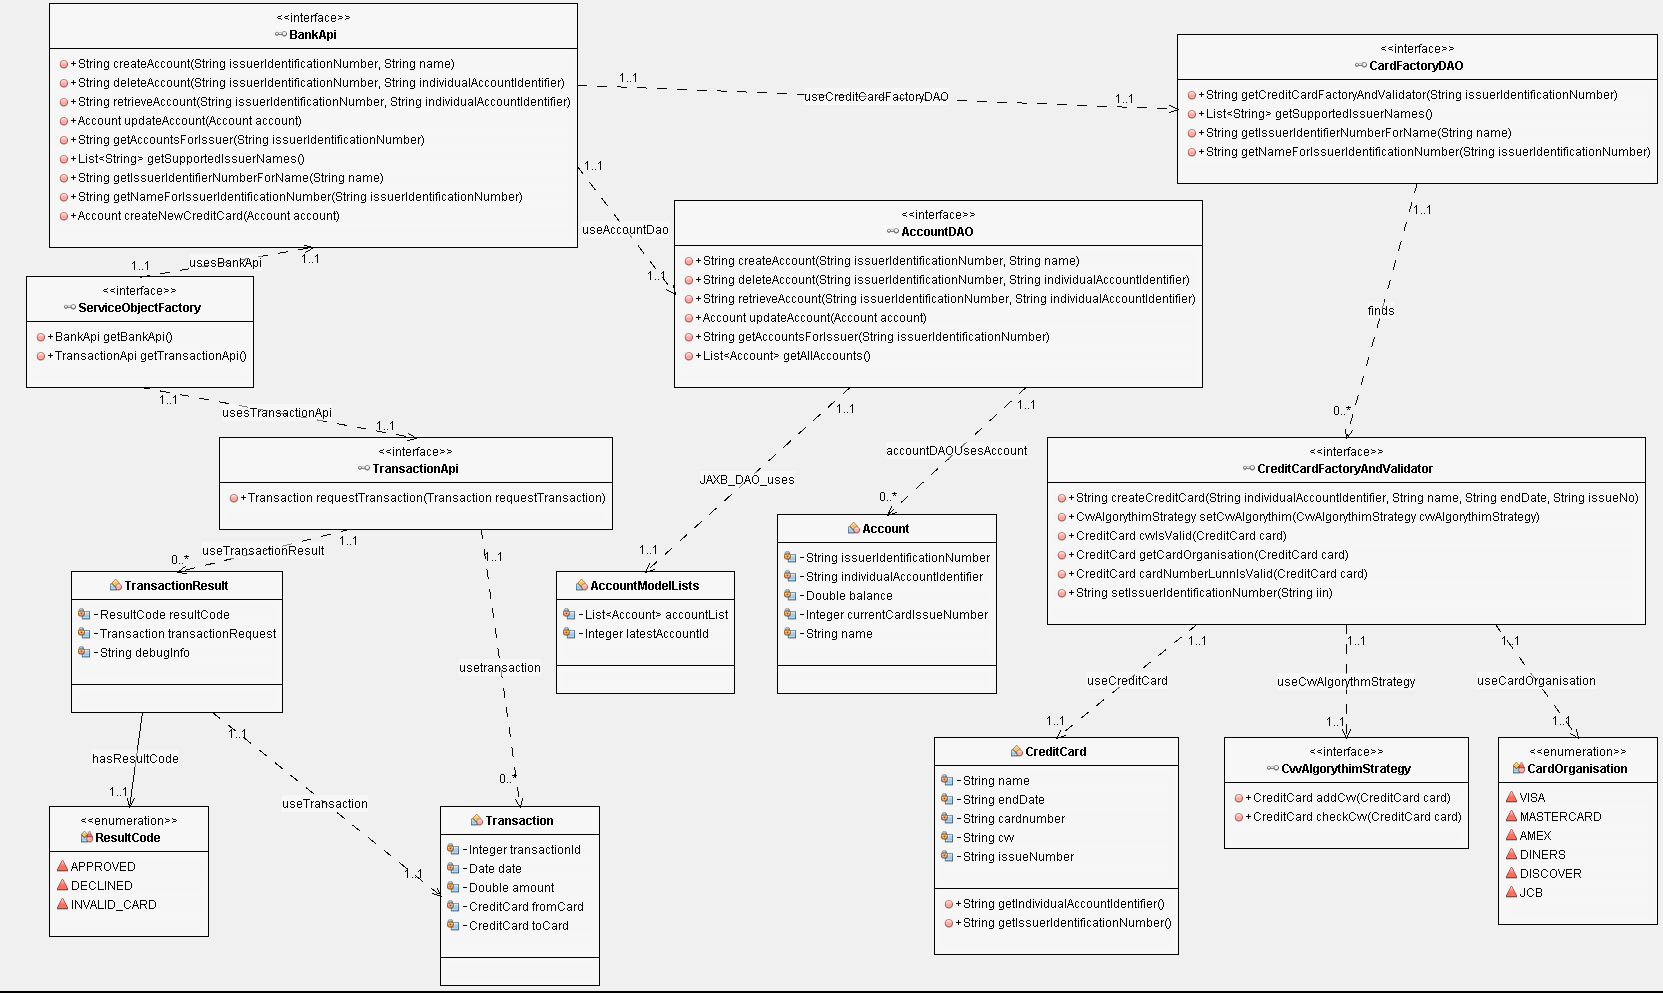 <<interface>>
BankApi
+String createAccount(String issuerIdentificationNumber, String name)
+String deleteAccount(String issuerIdentificationNumber, String individualAccountIdentifier)
+String retrieveAccount(String issuerIdentificationNumber, String individualAccountIdentifier)
+Account updateAccount(Account account)
+String getAccountsForIssuer(String issuerIdentificationNumber)
+List<String> getSupportedIssuerNames()
+String getIssuerIdentifierNumberForName(String name)
+String getNameForIssuerIdentificationNumber(String issuerIdentificationNumber)
+Account createNewCreditCard(Account account)
1..1
useCreditCardFactoryDAO
1..1
<<interface>>
CardFactoryDAO
+String getCreditCardFactoryAndValidator(String issuerIdentificationNumber)
+List<String> getSupportedIssuerNames()
+String getIssuerIdentifierNumberForName(String name)
+String getNameForIssuerIdentificationNumber(String issuerIdentificationNumber)
1..1
useAccountDao
1..1
<<interface>>
AccountDAO
+String createAccount(String issuerIdentificationNumber, String name)
+String deleteAccount(String issuerIdentificationNumber, String individualAccountIdentifier)
+String retrieveAccount(String issuerIdentificationNumber, String individualAccountIdentifier)
+Account updateAccount(Account account)
+String getAccountsForIssuer(String issuerIdentificationNumber)
+List<Account> getAllAccounts()
1..1
finds
0..*
1..1
usesBankApi
1..1
<<interface>>
ServiceObjectFactory
+BankApi getBankApi()
+TransactionApi getTransactionApi()
1..1
usesTransactionApi
1..1
<<interface>>
TransactionApi
+Transaction requestTransaction(Transaction requestTransaction)
1..1
JAXB_DAO_uses
1..1
1..1
accountDAOUsesAccount
0..*
<<interface>>
CreditCardFactoryAndValidator
+String createCreditCard(String individualAccountIdentifier, String name, String endDate, String issueNo)
+CvvAlgorythimStrategy setCvvAlgorythim(CvvAlgorythimStrategy cvvAlgorythimStrategy)
+CreditCard cvvIsValid(CreditCard card)
+CreditCard getCardOrganisation(CreditCard card)
+CreditCard cardNumberLunnIsValid(CreditCard card)
+String setIssuerIdentificationNumber(String iin)
1..1
useTransactionResult
0..*
TransactionResult
-ResultCode resultCode
-Transaction transactionRequest
-String debugInfo
1..1
usetransaction
0..*
AccountModelLists
-List<Account> accountList
-Integer latestAccountId
Account
-String issuerIdentificationNumber
-String individualAccountIdentifier
-Double balance
-Integer currentCardIssueNumber
-String name
1..1
useCreditCard
1..1
1..1
useCvvAlgorythmStrategy
1..1
1..1
useCardOrganisation
1..1
hasResultCode
1..1
1..1
useTransaction
1..1
<<enumeration>>
ResultCode
APPROVED
DECLINED
INVALID_CARD
Transaction
-Integer transactionId
-Date date
-Double amount
-CreditCard fromCard
-CreditCard toCard
CreditCard
-String name
-String endDate
-String cardnumber
-String cvv
-String issueNumber
+String getIndividualAccountIdentifier()
+String getIssuerIdentificationNumber()
<<interface>>
CvvAlgorythimStrategy
+CreditCard addCvv(CreditCard card)
+CreditCard checkCvv(CreditCard card)
<<enumeration>>
CardOrganisation
VISA
MASTERCARD
AMEX
DINERS
DISCOVER
JCB